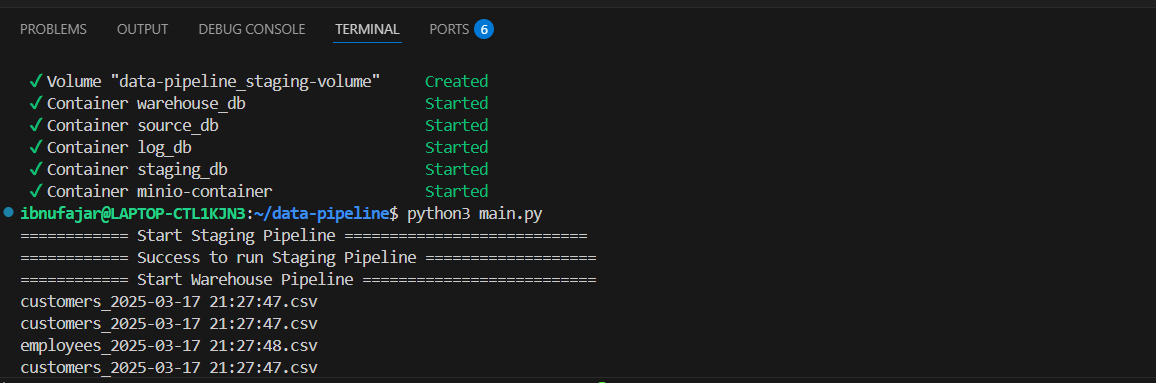 PROBLEMS OUTPUT DEBUG CONSOLE TERMINAL PORTS 6
✓ Volume "data-pipeline_staging-volume" Created
✓ Container warehouse_db Started
✓ Container source_db Started
✓ Container log_db Started
✓ Container staging_db Started
✓ Container minio-container Started
ibnufajar@LAPTOP-CTL1KJN3:~/data-pipeline$ python3 main.py
============ Start Staging Pipeline ===========================
============ Success to run Staging Pipeline ===================
============ Start Warehouse Pipeline ==========================
customers_2025-03-17 21:27:47.csv
customers_2025-03-17 21:27:47.csv
employees_2025-03-17 21:27:48.csv
customers_2025-03-17 21:27:47.csv